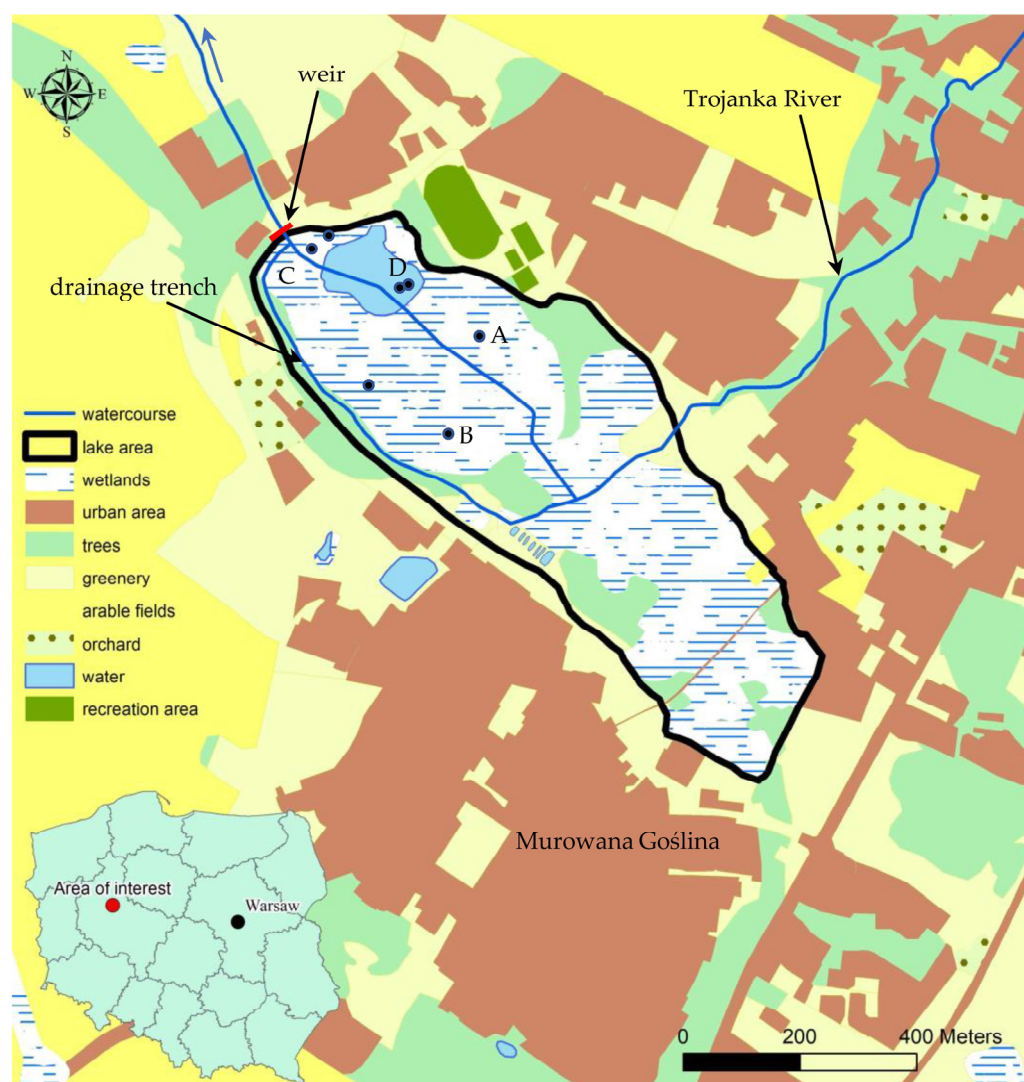 N
W E
S
weir
Trojanka River
drainage trench
C
D
A
B
watercourse
lake area
wetlands
urban area
trees
greenery
arable fields
orchard
water
recreation area
Murowana Goślina
Area of interest
Warsaw
0 200 400 Meters